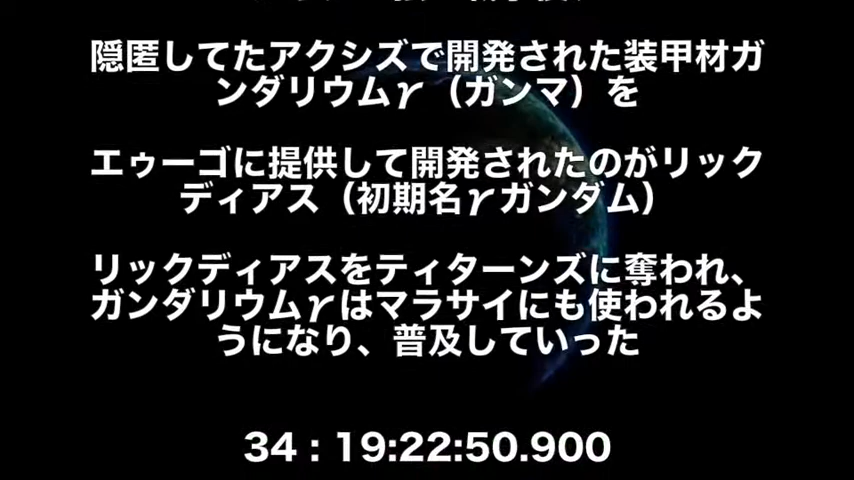 隠匿してたアクシズで開発された装甲材ガ
ンダリウムγ（ガンマ）を
エゥーゴに提供して開発されたのがリック
ディアス（初期名γガンダム）
リックディアスをティターンズに奪われ、
ガンダリウムγはマラサイにも使われるよ
うになり、普及していった
34 : 19:22:50.900